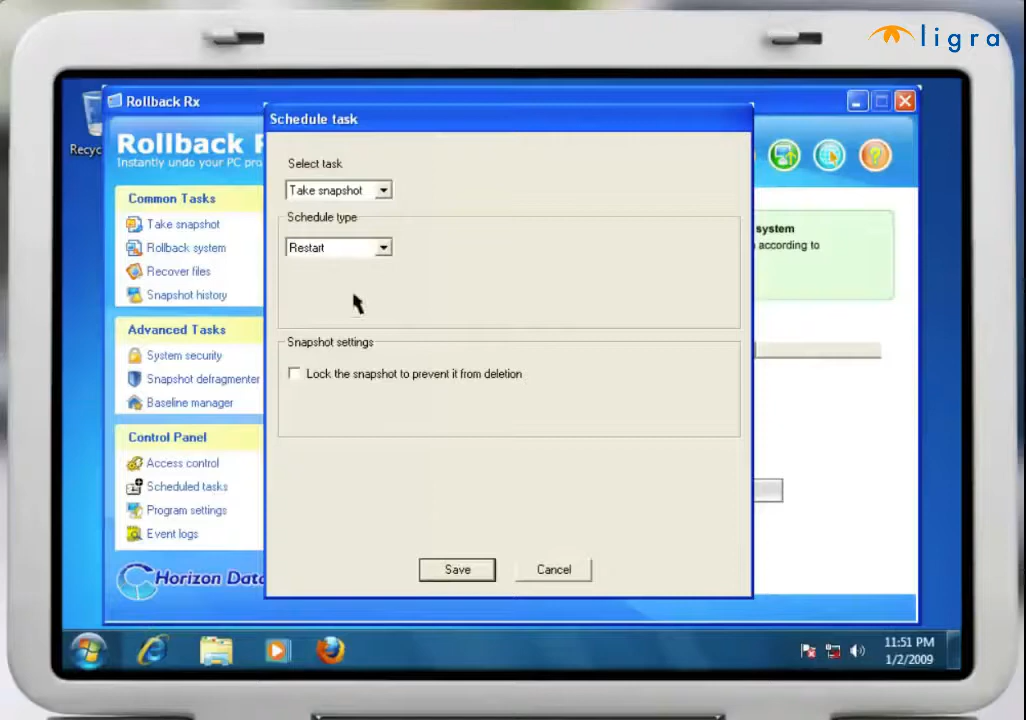 ligra
Rollback Rx
Schedule task
Recyc
Rollback
Instantly undo your PC
Select task
Take snapshot
Common Tasks
Take snapshot
Rollback system
Recover files
Snapshot history
Schedule type
Restart
system
according to
Advanced Tasks
System security
Snapshot defragmenter
Baseline manager
Snapshot settings
Lock the snapshot to prevent it from deletion
Control Panel
Access control
Scheduled tasks
Program settings
Event logs
Horizon Data
Save
Cancel
11:51 PM
1/2/2009